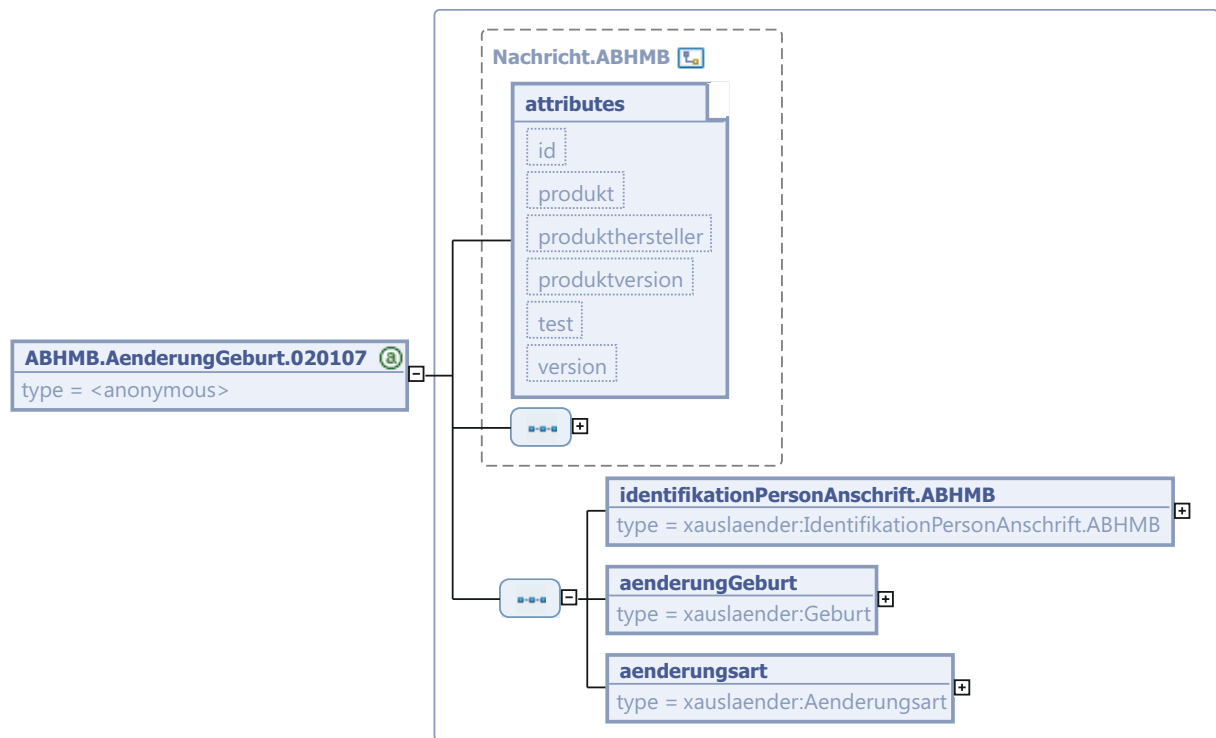 Nachricht.ABHMB
attributes
id
produkt
produkthersteller
produktversion
test
version
ABHMB.AenderungGeburt.020107 a
type = <anonymous>
identifikationPersonAnschrift.ABHMB
type = xauslaender:IdentifikationPersonAnschrift.ABHMB
aenderungGeburt
type = xauslaender:Geburt
aenderungsart
type = xauslaender:Aenderungsart